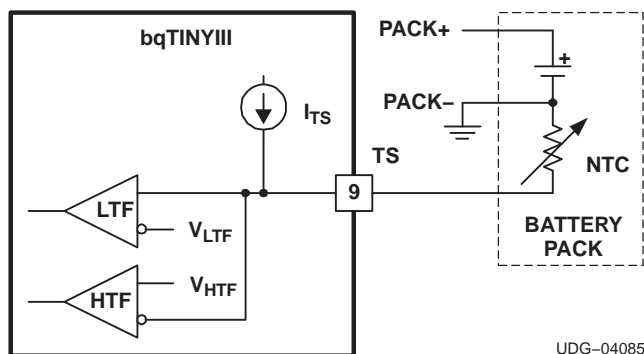 bqTINYIII
PACK+
+
PACK–
I_TS
TS
9
NTC
LTF
V_LTF
HTF
V_HTF
BATTERY
PACK
UDG–04085